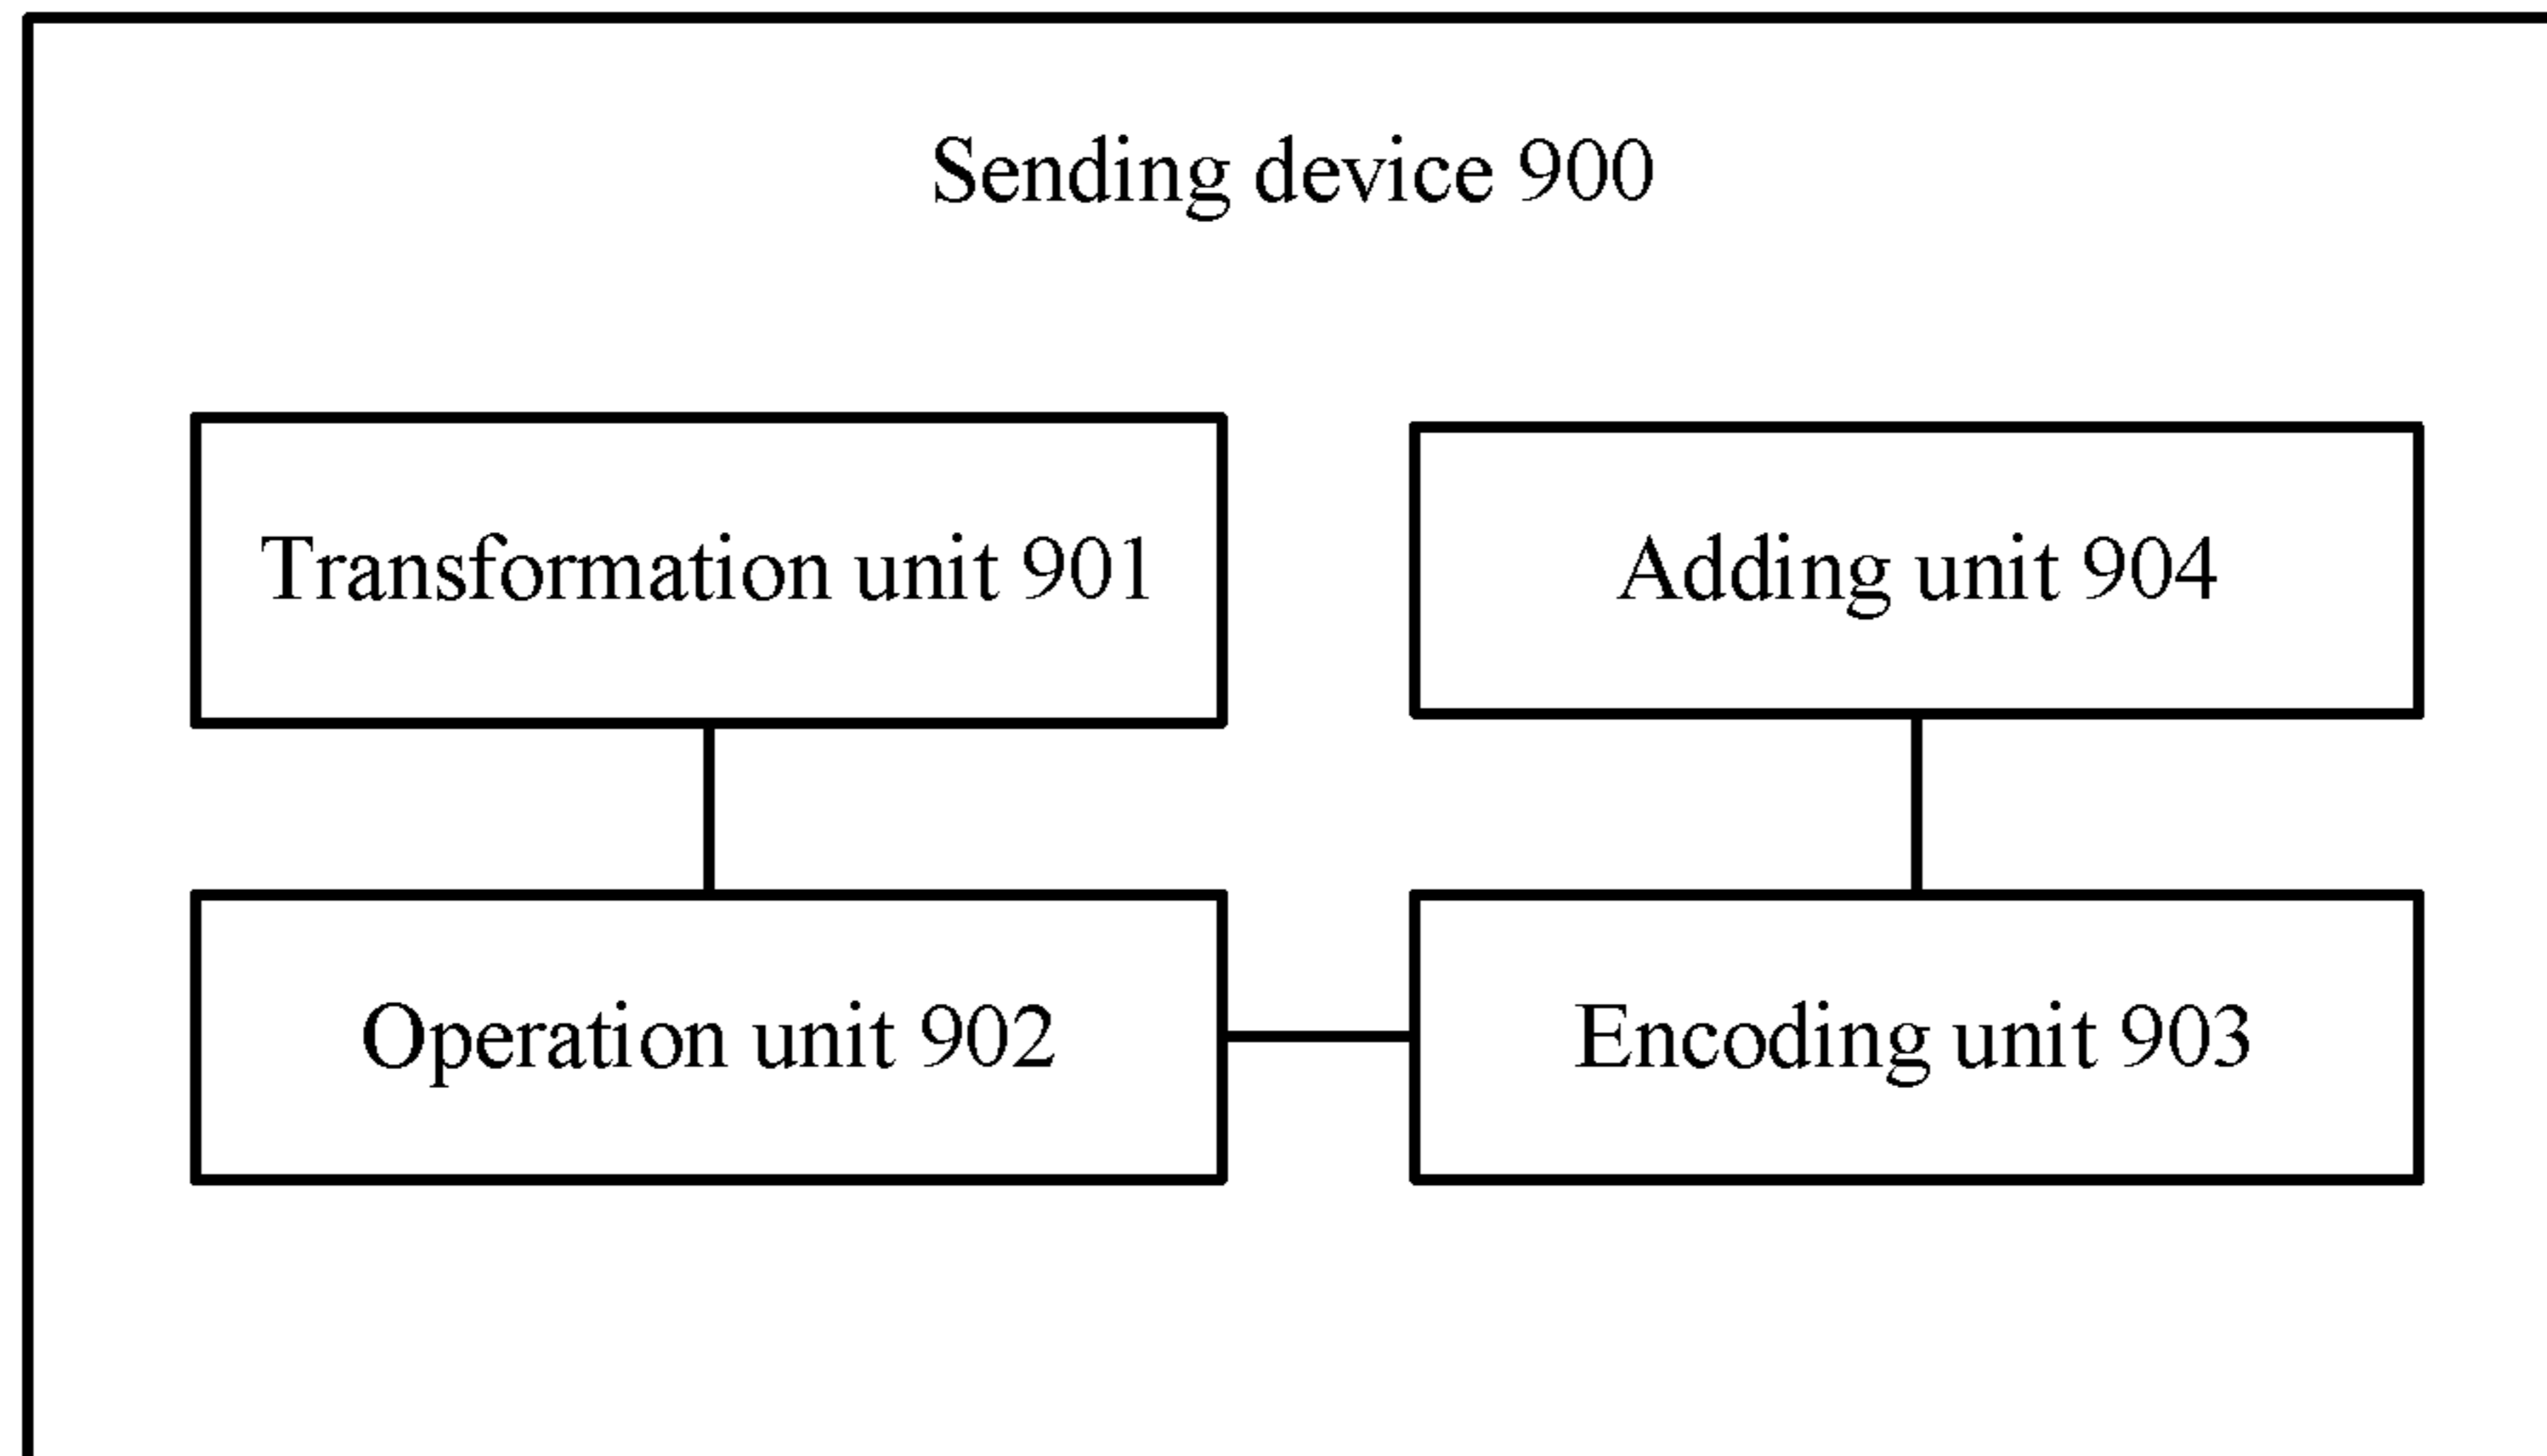 Sending device 900
Transformation unit 901
Adding unit 904
Operation unit 902
Encoding unit 903